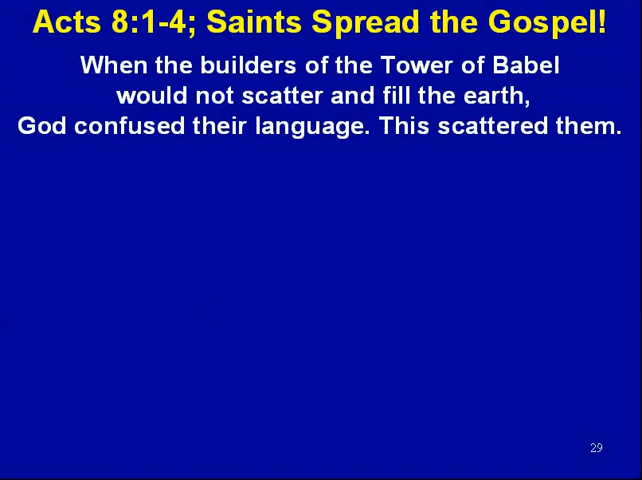 Acts 8:1-4; Saints Spread the Gospel!
When the builders of the Tower of Babel
would not scatter and fill the earth,
God confused their language. This scattered them.
29